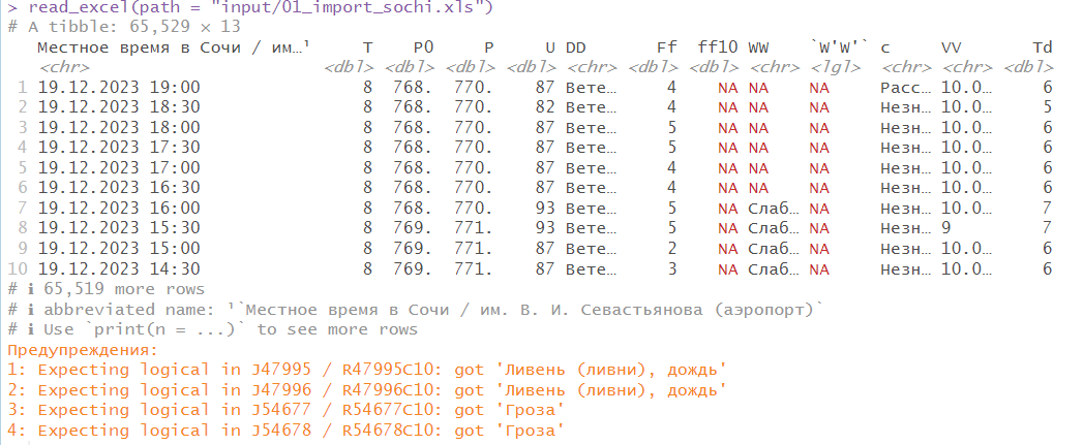 > read_excel(path = "input/01_import_sochi.xls")
# A tibble: 65,529 × 13
Местное время в Сочи / им…¹ T P0 P U DD Ff ff10 WW `W'W'` c VV Td
<chr> <dbl> <dbl> <dbl> <dbl> <chr> <dbl> <dbl> <chr> <lgl> <chr> <chr> <dbl>
1 19.12.2023 19:00 8 768. 770. 87 Вете… 4 NA NA NA Расс… 10.0… 6
2 19.12.2023 18:30 8 768. 770. 82 Вете… 4 NA NA NA Незн… 10.0… 5
3 19.12.2023 18:00 8 768. 770. 87 Вете… 5 NA NA NA Незн… 10.0… 6
4 19.12.2023 17:30 8 768. 770. 87 Вете… 5 NA NA NA Незн… 10.0… 6
5 19.12.2023 17:00 8 768. 770. 87 Вете… 4 NA NA NA Незн… 10.0… 6
6 19.12.2023 16:30 8 768. 770. 87 Вете… 4 NA NA NA Незн… 10.0… 6
7 19.12.2023 16:00 8 768. 770. 93 Вете… 5 NA Слаб… NA Незн… 10.0… 7
8 19.12.2023 15:30 8 769. 771. 93 Вете… 5 NA Слаб… NA Незн… 9 7
9 19.12.2023 15:00 8 769. 771. 87 Вете… 2 NA Слаб… NA Незн… 10.0… 6
10 19.12.2023 14:30 8 769. 771. 87 Вете… 3 NA Слаб… NA Незн… 10.0… 6
# ℹ 65,519 more rows
# ℹ abbreviated name: ¹`Местное время в Сочи / им. В. И. Севастьянова (аэропорт)`
# ℹ Use `print(n = ...)` to see more rows
Предупреждения:
1: Expecting logical in J47995 / R47995C10: got 'Ливень (ливни), дождь'
2: Expecting logical in J47996 / R47996C10: got 'Ливень (ливни), дождь'
3: Expecting logical in J54677 / R54677C10: got 'Гроза'
4: Expecting logical in J54678 / R54678C10: got 'Гроза'